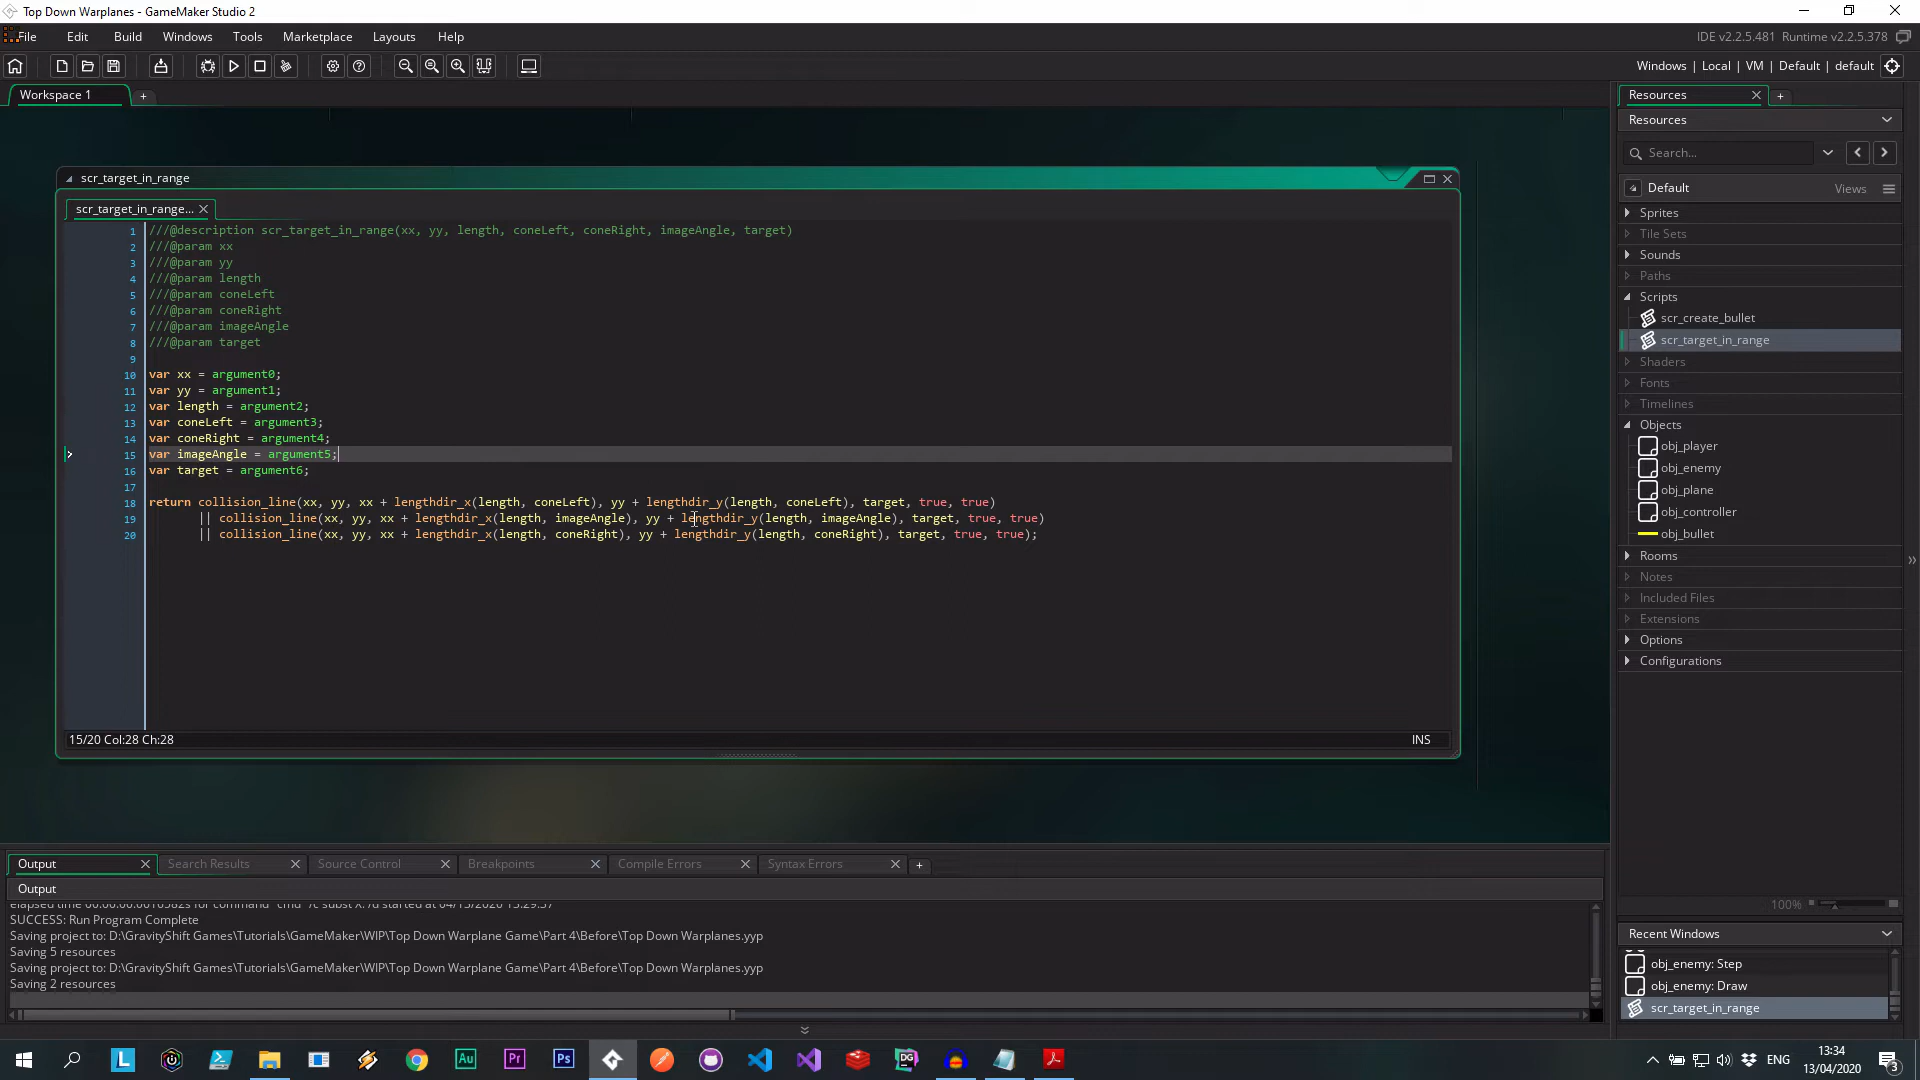 Top Down Warplanes - GameMaker Studio 2
File Edit Build Windows Tools Marketplace Layouts Help
IDE v2.2.5.481 Runtime v2.2.5.378
Windows | Local | VM | Default | default
Workspace 1
scr_target_in_range
scr_target_in_range...
1 ///@description scr_target_in_range(xx, yy, length, coneLeft, coneRight, imageAngle, target)
2 ///@param xx
3 ///@param yy
4 ///@param length
5 ///@param coneLeft
6 ///@param coneRight
7 ///@param imageAngle
8 ///@param target
9
10 var xx = argument0;
11 var yy = argument1;
12 var length = argument2;
13 var coneLeft = argument3;
14 var coneRight = argument4;
15 var imageAngle = argument5;
16 var target = argument6;
17
18 return collision_line(xx, yy, xx + lengthdir_x(length, coneLeft), yy + lengthdir_y(length, coneLeft), target, true, true)
19 || collision_line(xx, yy, xx + lengthdir_x(length, imageAngle), yy + lengthdir_y(length, imageAngle), target, true, true)
20 || collision_line(xx, yy, xx + lengthdir_x(length, coneRight), yy + lengthdir_y(length, coneRight), target, true, true);
15/20 Col:28 Ch:28
INS
Resources
Resources
Search...
Default
Views
Sprites
Tile Sets
Sounds
Paths
Scripts
scr_create_bullet
scr_target_in_range
Shaders
Fonts
Timelines
Objects
obj_player
obj_enemy
obj_plane
obj_controller
obj_bullet
Rooms
Notes
Included Files
Extensions
Options
Configurations
100%
Recent Windows
obj_enemy: Step
obj_enemy: Draw
scr_target_in_range
Output Search Results Source Control Breakpoints Compile Errors Syntax Errors
Output
SUCCESS: Run Program Complete
Saving project to: D:\GravityShift Games\Tutorials\GameMaker\WIP\Top Down Warplane Game\Part 4\Before\Top Down Warplanes.yyp
Saving 5 resources
Saving project to: D:\GravityShift Games\Tutorials\GameMaker\WIP\Top Down Warplane Game\Part 4\Before\Top Down Warplanes.yyp
Saving 2 resources
L
Au
Pr
Ps
DG
ENG
13:34
13/04/2020
3